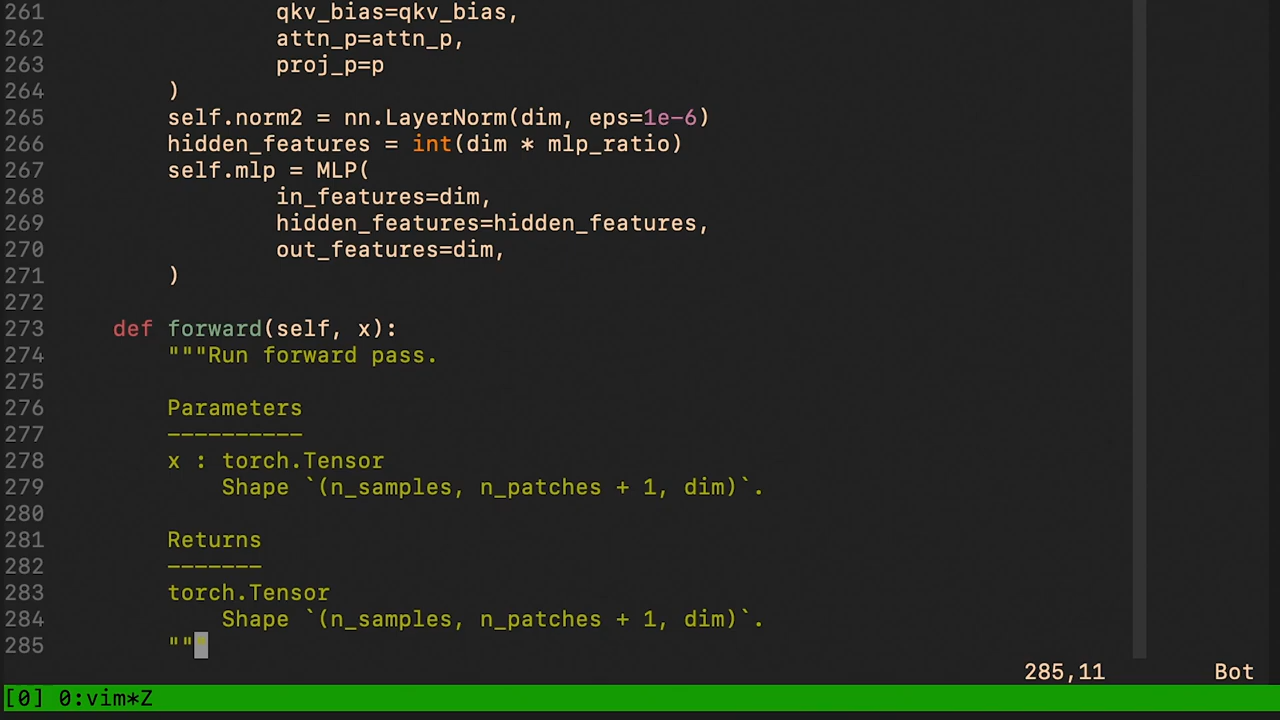 261 qkv_bias=qkv_bias,
262 attn_p=attn_p,
263 proj_p=p
264 )
265 self.norm2 = nn.LayerNorm(dim, eps=1e-6)
266 hidden_features = int(dim * mlp_ratio)
267 self.mlp = MLP(
268 in_features=dim,
269 hidden_features=hidden_features,
270 out_features=dim,
271 )
272
273 def forward(self, x):
274 """Run forward pass.
275
276 Parameters
277 ----------
278 x : torch.Tensor
279 Shape `(n_samples, n_patches + 1, dim)`.
280
281 Returns
282 -------
283 torch.Tensor
284 Shape `(n_samples, n_patches + 1, dim)`.
285 """
285,11 Bot
[0] 0:vim*Z